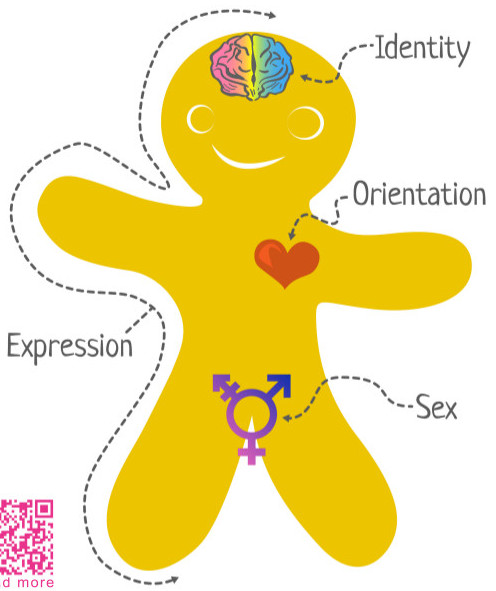 Identity
Orientation
Expression
Sex
d more